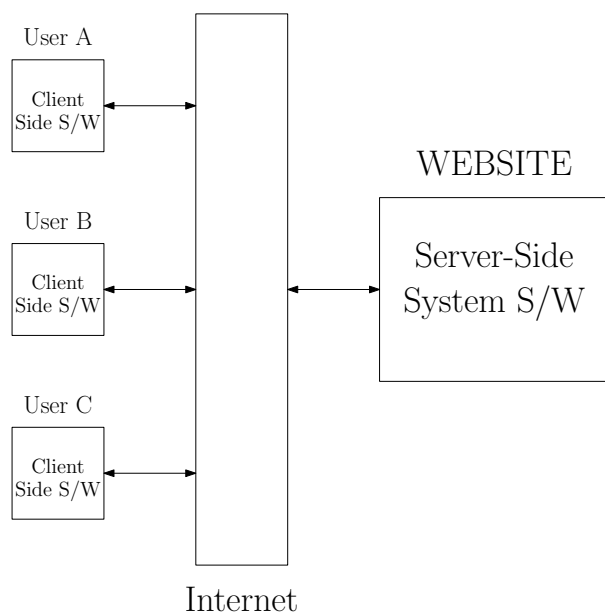 User A
Client
Side S/W
User B
Client
Side S/W
User C
Client
Side S/W
Internet
WEBSITE
Server-Side
System S/W